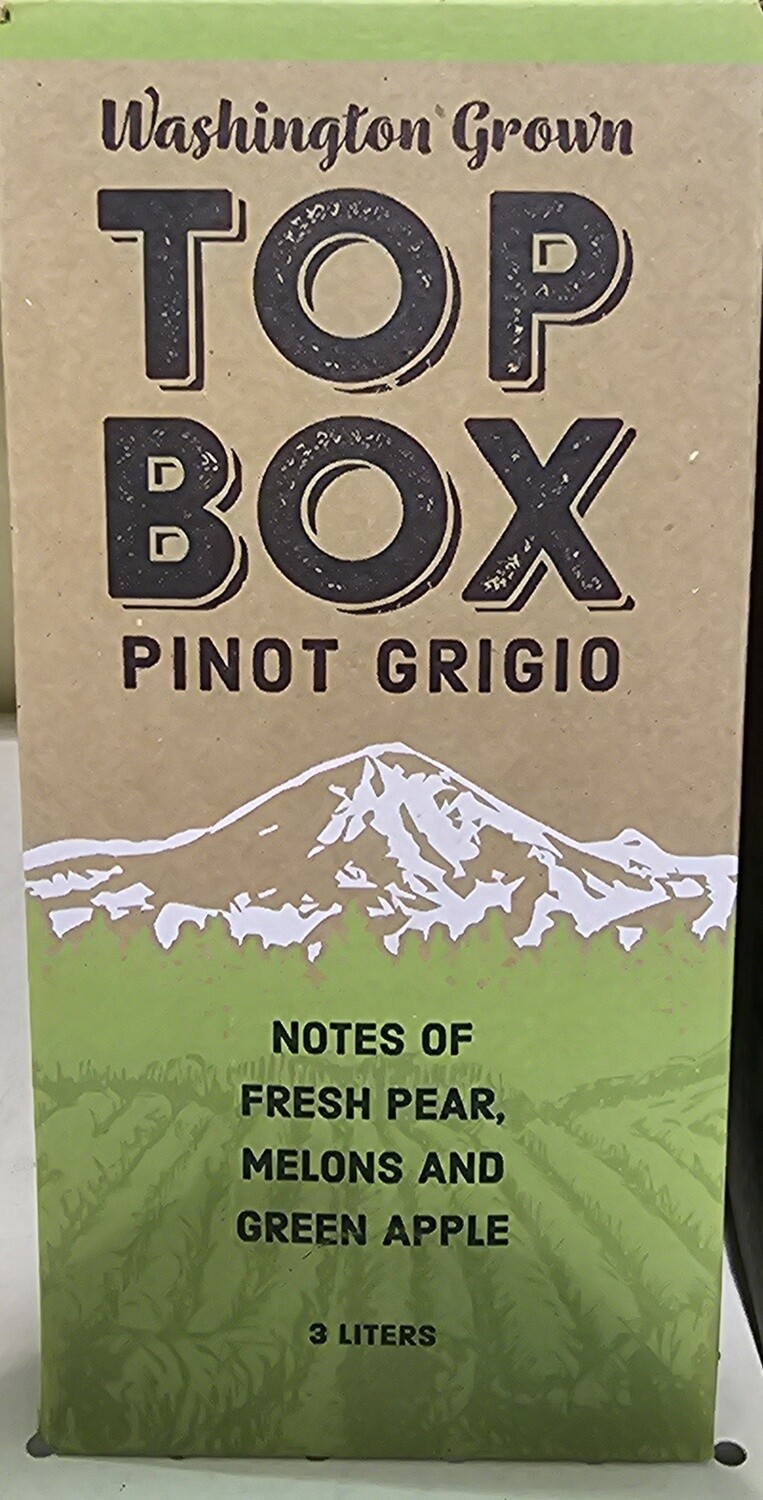 Washington Grown
TOP
BOX
PINOT GRIGIO
NOTES OF
FRESH PEAR,
MELONS AND
GREEN APPLE
3 LITERS